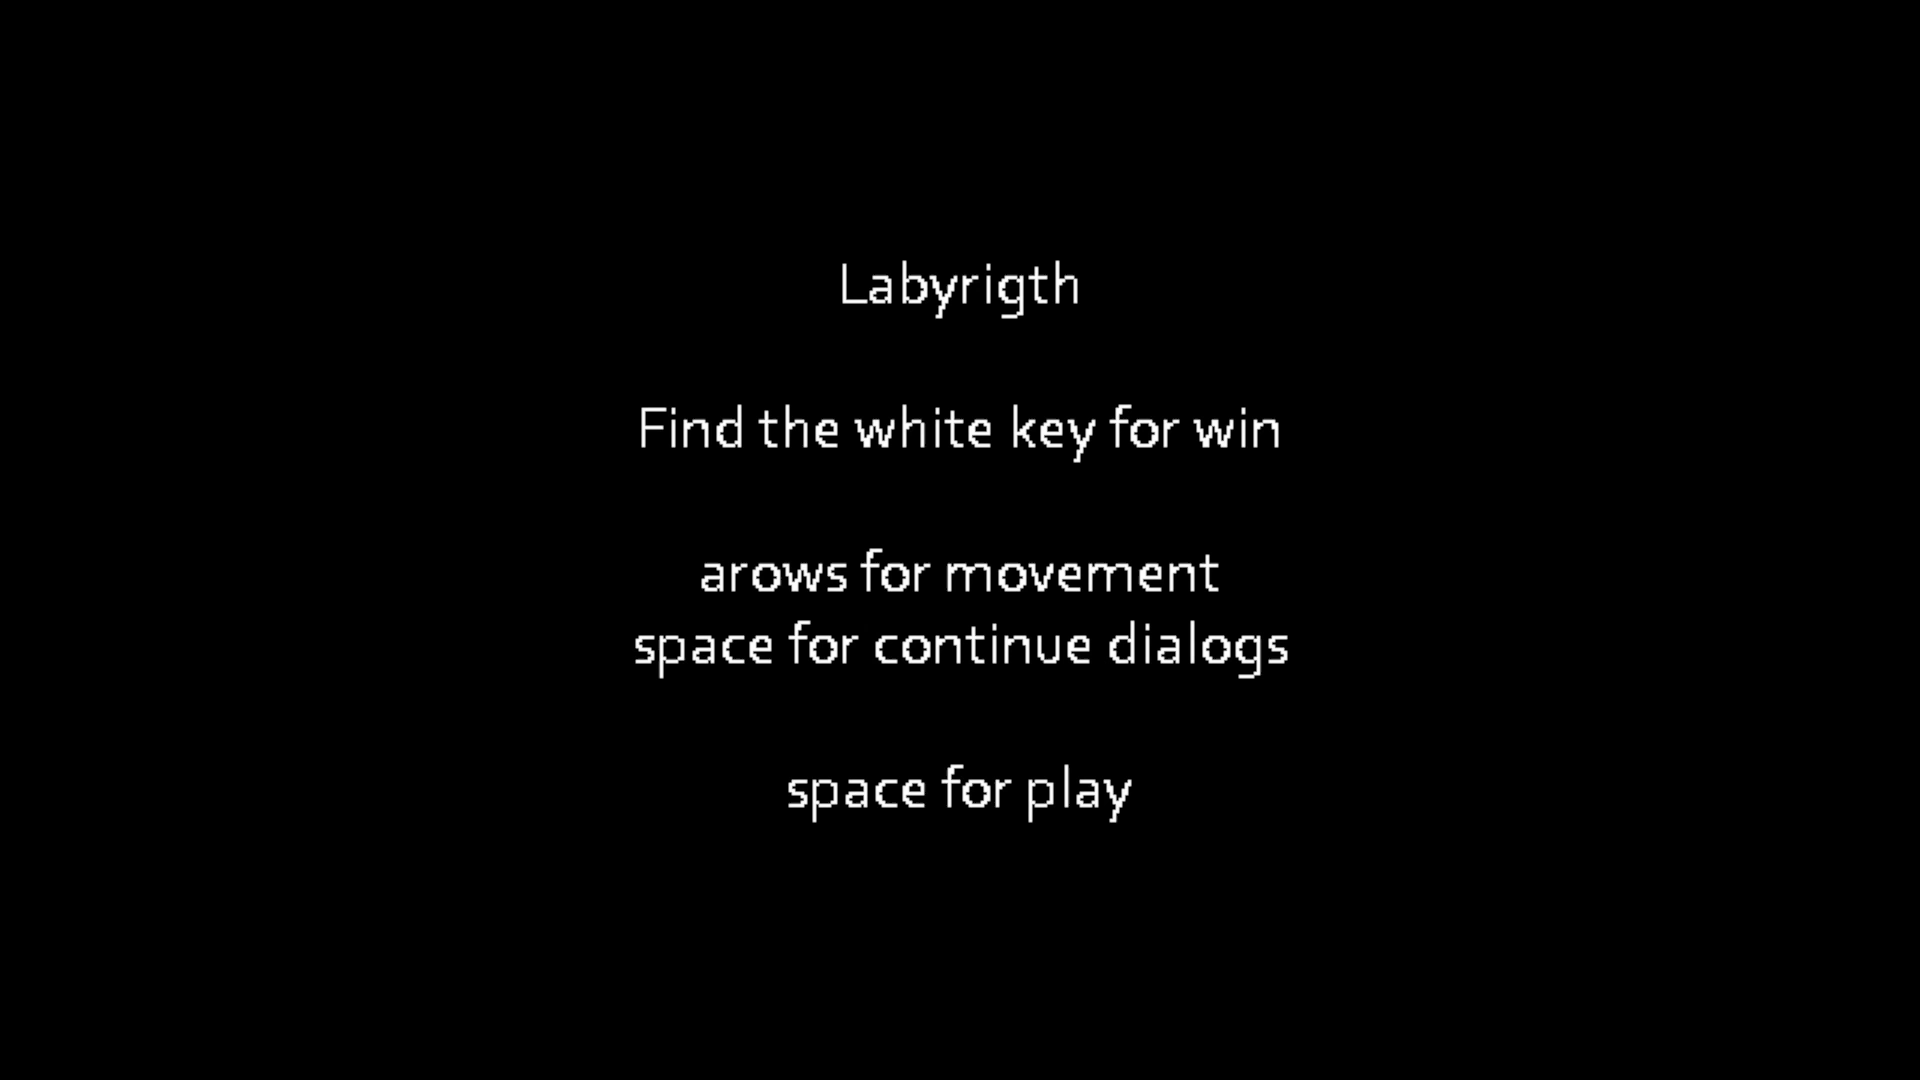 Labyrigth
Find the white key for win
arows for movement
space for continue dialogs
space for play